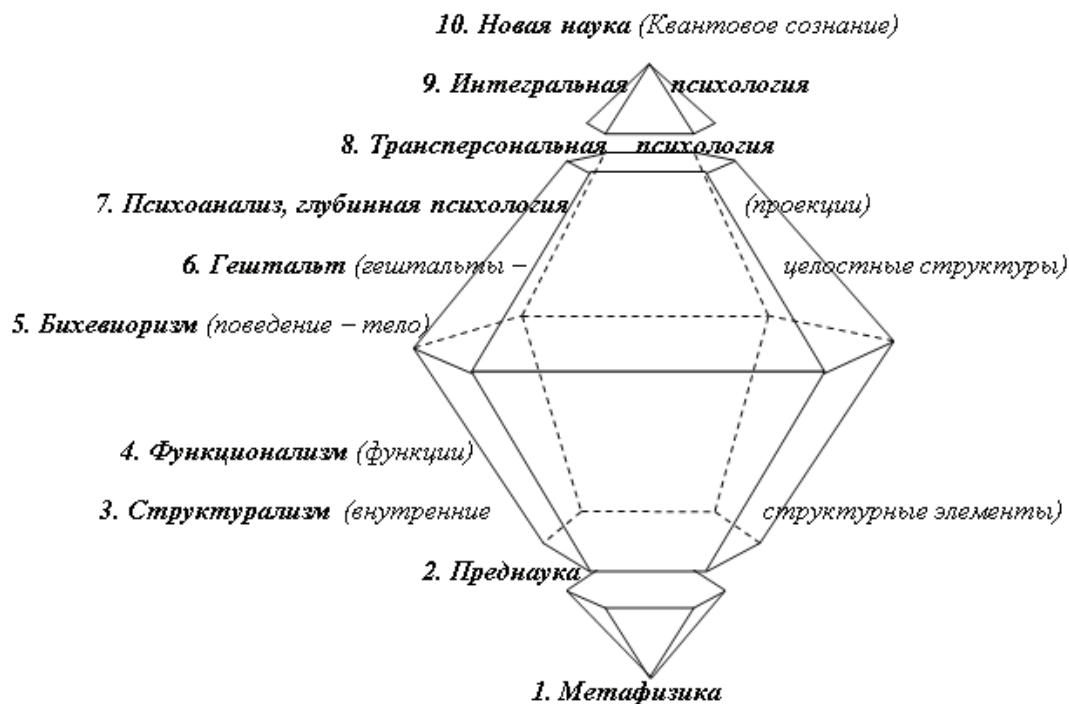 10. Новая наука (Квантовое сознание)
9. Интегральная психология
8. Трансперсональная психология
7. Психоанализ, глубинная психология (проекции)
6. Гештальт (гештальты – целостные структуры)
5. Бихевиоризм (поведение – тело)
4. Функционализм (функции)
3. Структурализм (внутренние структурные элементы)
2. Преднаука
1. Метафизика